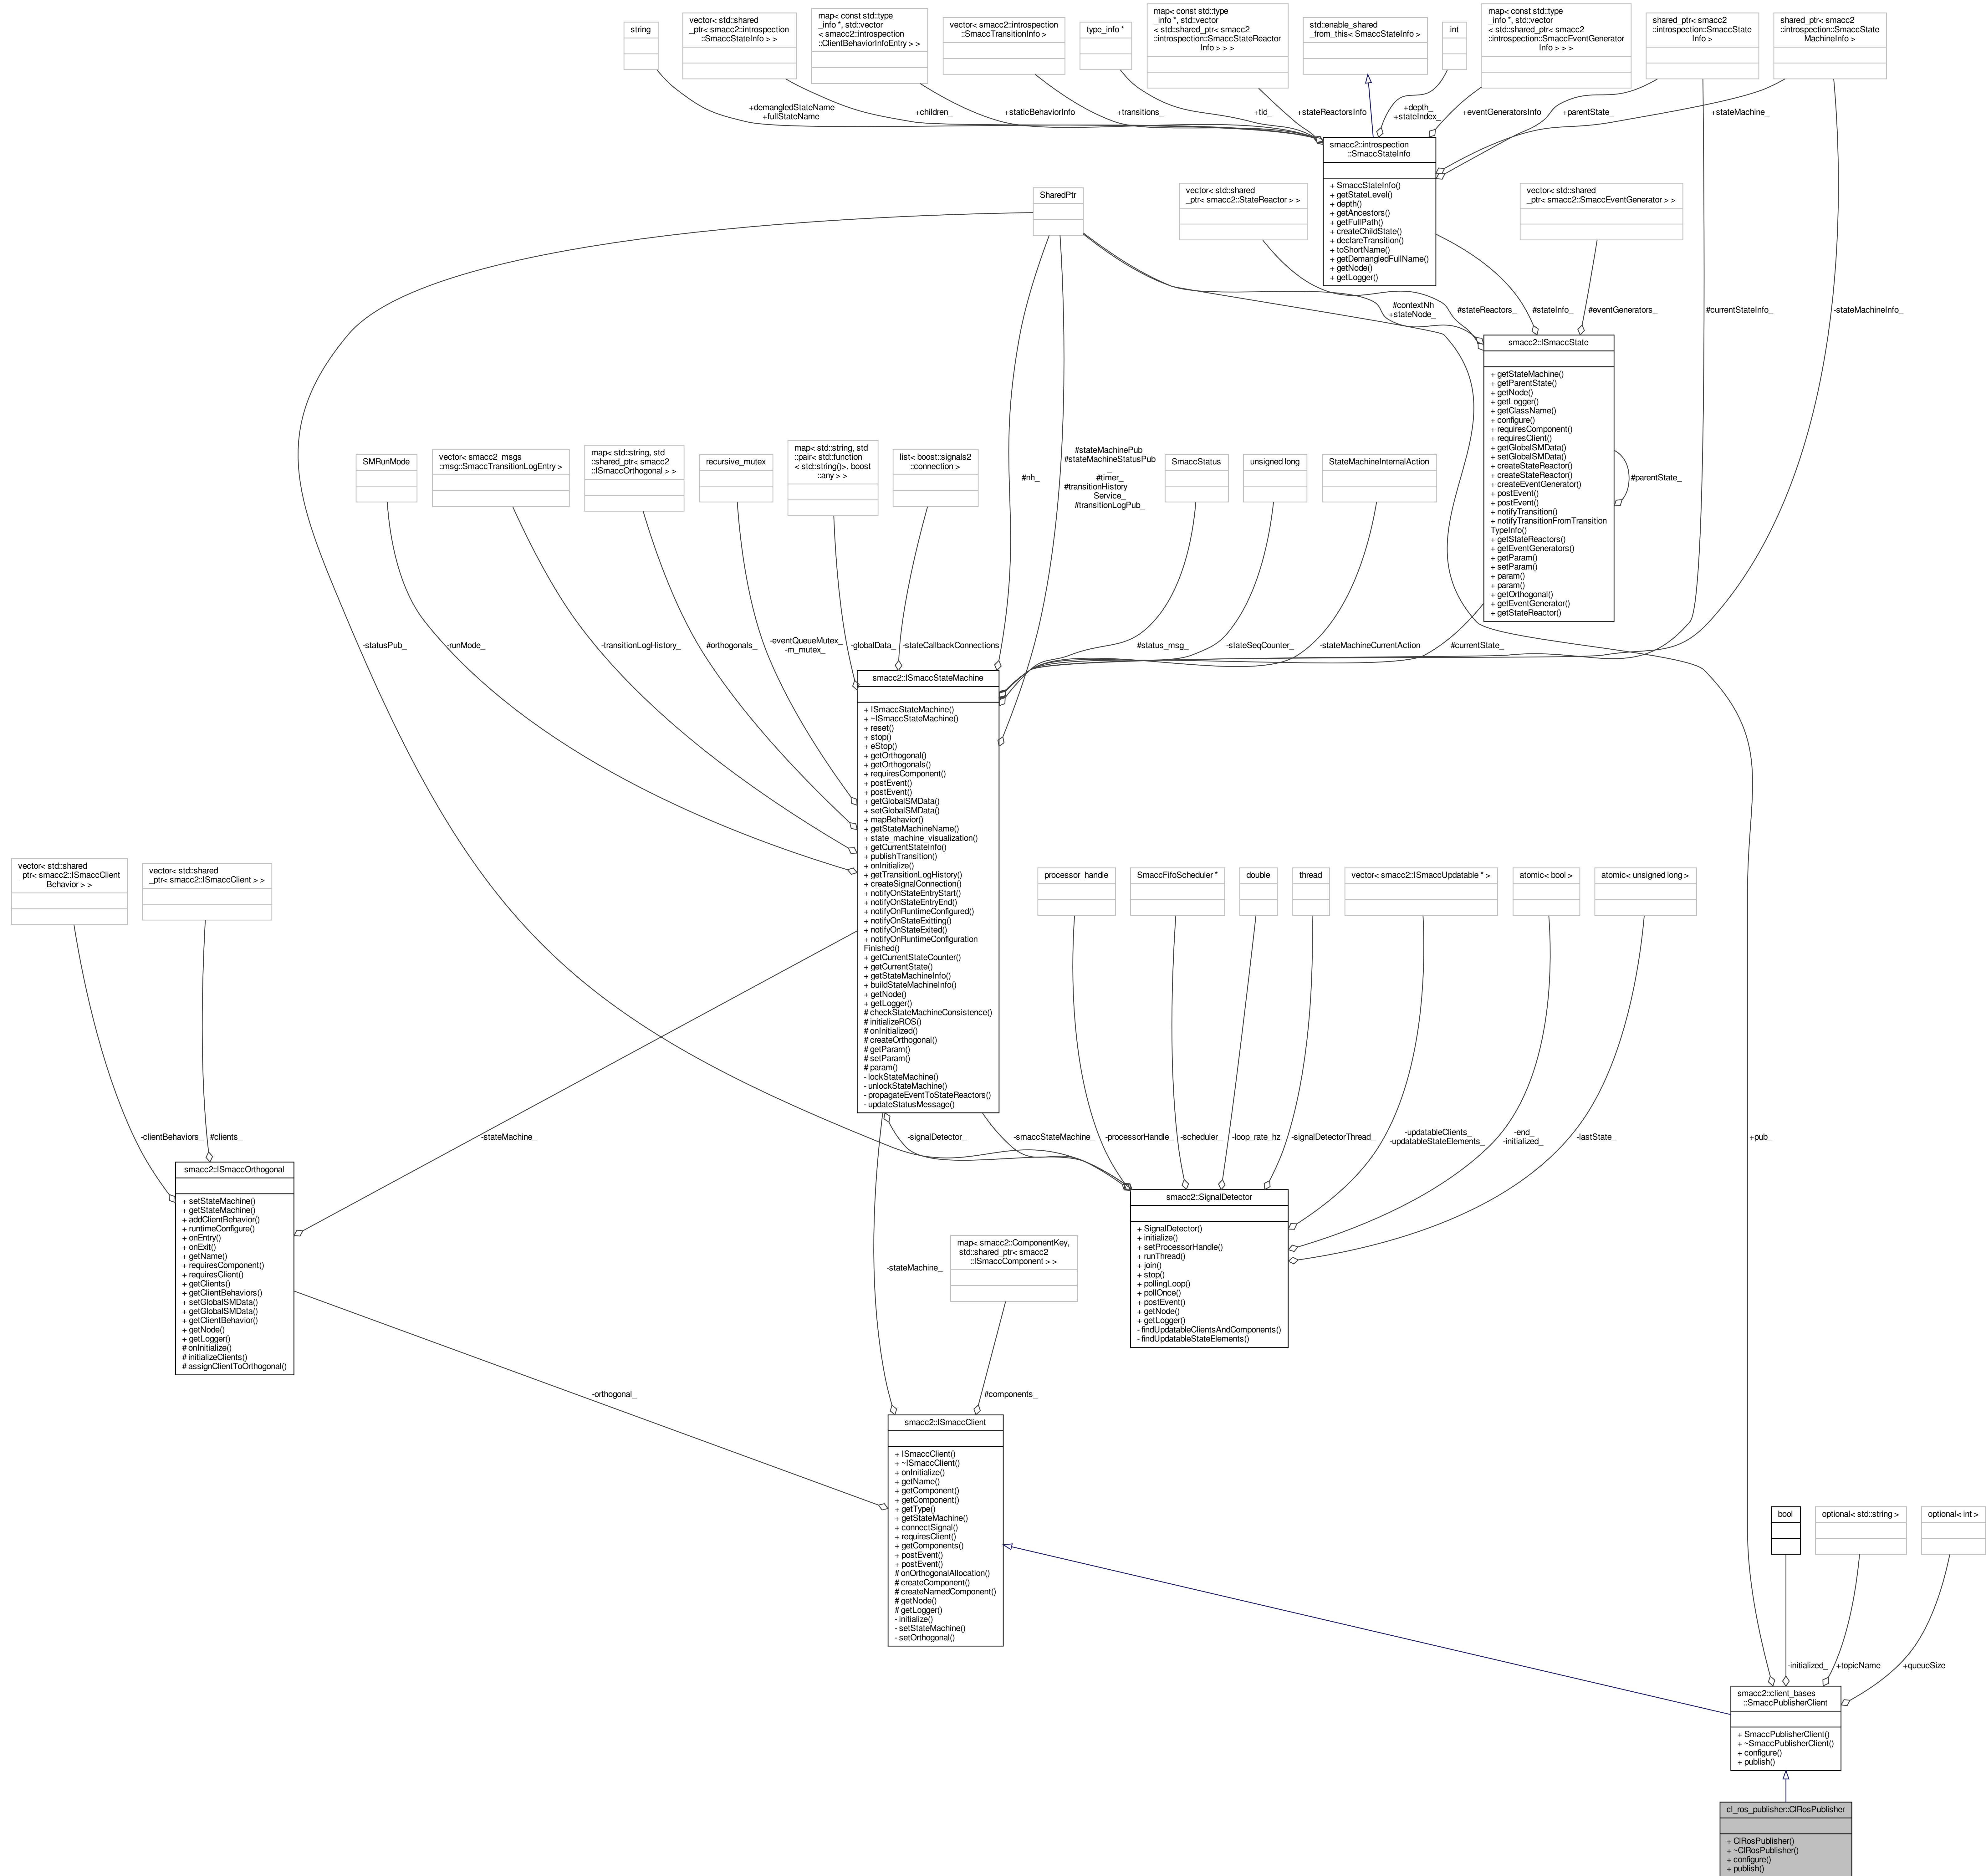 string
vector< std::shared
_ptr< smacc2::introspection
::SmaccStateInfo > >
map< const std::type
_info *, std::vector
< smacc2::introspection
::ClientBehaviorInfoEntry > >
vector< smacc2::introspection
::SmaccTransitionInfo >
type_info *
map< const std::type
_info *, std::vector
< std::shared_ptr< smacc2
::introspection::SmaccStateReactor
Info > > >
std::enable_shared
_from_this< SmaccStateInfo >
int
map< const std::type
_info *, std::vector
< std::shared_ptr< smacc2
::introspection::SmaccEventGenerator
Info > > >
shared_ptr< smacc2
::introspection::SmaccState
Info >
shared_ptr< smacc2
::introspection::SmaccState
MachineInfo >
+demangledStateName
+fullStateName
+children_
+staticBehaviorInfo
+transitions_
+tid_
+stateReactorsInfo
+depth_
+stateIndex_
+eventGeneratorsInfo
+parentState_
+stateMachine_
smacc2::introspection
::SmaccStateInfo
+ SmaccStateInfo()
+ getStateLevel()
+ depth()
+ getAncestors()
+ getFullPath()
+ createChildState()
+ declareTransition()
+ toShortName()
+ getDemangledFullName()
+ getNode()
+ getLogger()
SharedPtr
vector< std::shared
_ptr< smacc2::StateReactor > >
vector< std::shared
_ptr< smacc2::SmaccEventGenerator > >
#contextNh
+stateNode_
#stateReactors_
#stateInfo_
#eventGenerators_
#currentStateInfo_
-stateMachineInfo_
smacc2::ISmaccState
+ getStateMachine()
+ getParentState()
+ getNode()
+ getLogger()
+ getClassName()
+ configure()
+ requiresComponent()
+ requiresClient()
+ getGlobalSMData()
+ setGlobalSMData()
+ createStateReactor()
+ createStateReactor()
+ createEventGenerator()
+ postEvent()
+ postEvent()
+ notifyTransition()
+ notifyTransitionFromTransition
TypeInfo()
+ getStateReactors()
+ getEventGenerators()
+ getParam()
+ setParam()
+ param()
+ param()
+ getOrthogonal()
+ getEventGenerator()
+ getStateReactor()
#parentState_
SMRunMode
vector< smacc2_msgs
::msg::SmaccTransitionLogEntry >
map< std::string, std
::shared_ptr< smacc2
::ISmaccOrthogonal > >
recursive_mutex
map< std::string, std
::pair< std::function
< std::string()>, boost
::any > >
list< boost::signals2
::connection >
#nh_
#stateMachinePub_
#stateMachineStatusPub
_
#timer_
#transitionHistory
Service_
#transitionLogPub_
SmaccStatus
unsigned long
StateMachineInternalAction
-statusPub_
-runMode_
-transitionLogHistory_
#orthogonals_
-eventQueueMutex_
-m_mutex_
-globalData_
-stateCallbackConnections
#status_msg_
-stateSeqCounter_
-stateMachineCurrentAction
#currentState_
smacc2::ISmaccStateMachine
+ ISmaccStateMachine()
+ ~ISmaccStateMachine()
+ reset()
+ stop()
+ eStop()
+ getOrthogonal()
+ getOrthogonals()
+ requiresComponent()
+ postEvent()
+ postEvent()
+ getGlobalSMData()
+ setGlobalSMData()
+ mapBehavior()
+ getStateMachineName()
+ state_machine_visualization()
+ getCurrentStateInfo()
+ publishTransition()
+ onInitialize()
+ getTransitionLogHistory()
+ createSignalConnection()
+ notifyOnStateEntryStart()
+ notifyOnStateEntryEnd()
+ notifyOnRuntimeConfigured()
+ notifyOnStateExitting()
+ notifyOnStateExited()
+ notifyOnRuntimeConfiguration
Finished()
+ getCurrentStateCounter()
+ getCurrentState()
+ getStateMachineInfo()
+ buildStateMachineInfo()
+ getNode()
+ getLogger()
# checkStateMachineConsistence()
# initializeROS()
# onInitialized()
# createOrthogonal()
# getParam()
# setParam()
# param()
- lockStateMachine()
- unlockStateMachine()
- propagateEventToStateReactors()
- updateStatusMessage()
vector< std::shared
_ptr< smacc2::ISmaccClient
Behavior > >
vector< std::shared
_ptr< smacc2::ISmaccClient > >
processor_handle
SmaccFifoScheduler *
double
thread
vector< smacc2::ISmaccUpdatable * >
atomic< bool >
atomic< unsigned long >
-clientBehaviors_
#clients_
-stateMachine_
-signalDetector_
-smaccStateMachine_
-processorHandle_
-scheduler_
-loop_rate_hz
-signalDetectorThread_
-updatableClients_
-updatableStateElements_
-end_
-initialized_
-lastState_
+pub_
smacc2::ISmaccOrthogonal
+ setStateMachine()
+ getStateMachine()
+ addClientBehavior()
+ runtimeConfigure()
+ onEntry()
+ onExit()
+ getName()
+ requiresComponent()
+ requiresClient()
+ getClients()
+ getClientBehaviors()
+ setGlobalSMData()
+ getGlobalSMData()
+ getClientBehavior()
+ getNode()
+ getLogger()
# onInitialize()
# initializeClients()
# assignClientToOrthogonal()
smacc2::SignalDetector
+ SignalDetector()
+ initialize()
+ setProcessorHandle()
+ runThread()
+ join()
+ stop()
+ pollingLoop()
+ pollOnce()
+ postEvent()
+ getNode()
+ getLogger()
- findUpdatableClientsAndComponents()
- findUpdatableStateElements()
map< smacc2::ComponentKey,
std::shared_ptr< smacc2
::ISmaccComponent > >
-stateMachine_
-orthogonal_
#components_
smacc2::ISmaccClient
+ ISmaccClient()
+ ~ISmaccClient()
+ onInitialize()
+ getName()
+ getComponent()
+ getComponent()
+ getType()
+ getStateMachine()
+ connectSignal()
+ requiresClient()
+ getComponents()
+ postEvent()
+ postEvent()
# onOrthogonalAllocation()
# createComponent()
# createNamedComponent()
# getNode()
# getLogger()
- initialize()
- setStateMachine()
- setOrthogonal()
bool
optional< std::string >
optional< int >
-initialized_
+topicName
+queueSize
smacc2::client_bases
::SmaccPublisherClient
+ SmaccPublisherClient()
+ ~SmaccPublisherClient()
+ configure()
+ publish()
cl_ros_publisher::ClRosPublisher
+ ClRosPublisher()
+ ~ClRosPublisher()
+ configure()
+ publish()